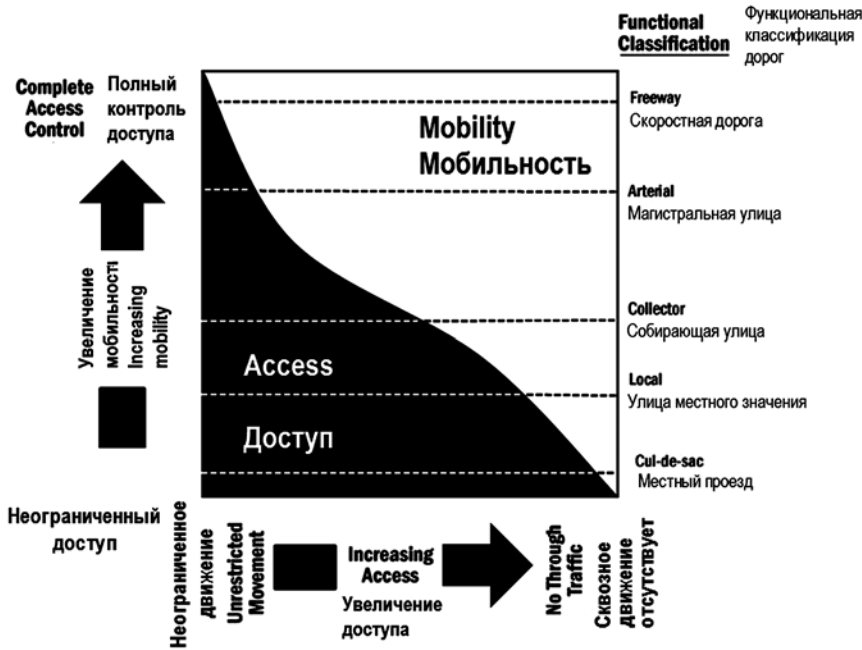 Functional
Classification
Функциональная
классификация
дорог
Complete
Access
Control
Полный
контроль
доступа
Mobility
Мобильность
Freeway
Скоростная дорога
Arterial
Магистральная улица
Увеличение
мобильності
Increasing
mobility
Collector
Собирающая улица
Access
Доступ
Local
Улица местного значения
Cul-de-sac
Местный проезд
Неограниченный
доступ
Неограниченное
движение
Unrestricted
Movement
Increasing
Access
Увеличение
доступа
No Through
Traffic
Сквозное
движение
отсутствует